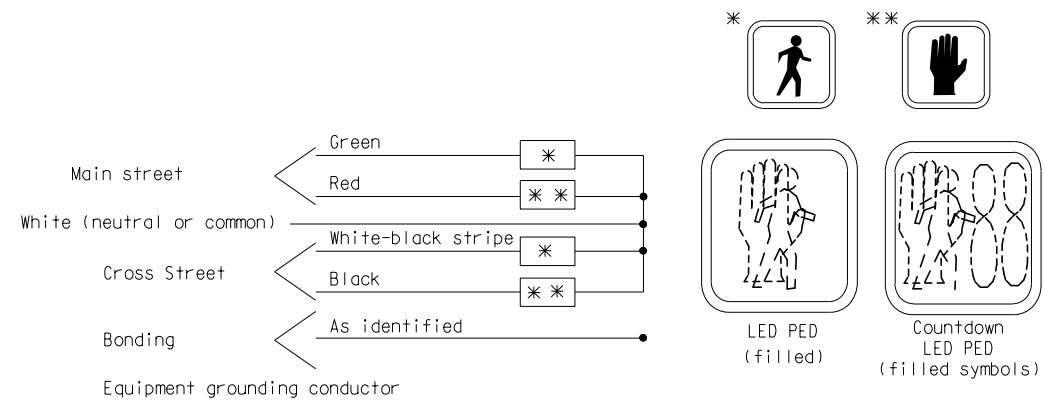 *
**
Green
*
Main street
Red
* *
White (neutral or common)
White-black stripe
*
Cross Street
Black
* *
As identified
Bonding
Equipment grounding conductor
LED PED
(filled)
Countdown
LED PED
(filled symbols)